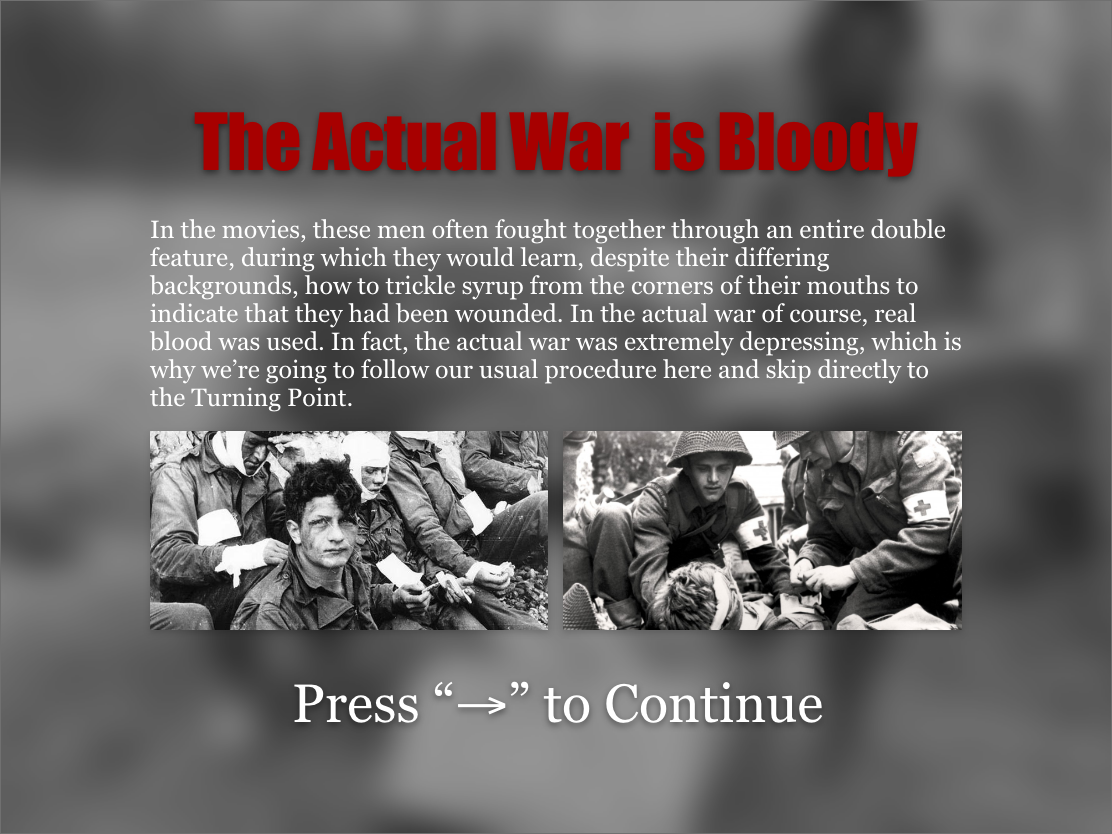 The Actual War  is Bloody
In the movies, these men often fought together through an entire double
feature, during which they would learn, despite their differing
backgrounds, how to trickle syrup from the corners of their mouths to
indicate that they had been wounded. In the actual war of course, real
blood was used. In fact, the actual war was extremely depressing, which is
why we’re going to follow our usual procedure here and skip directly to
the Turning Point.
Press “→” to Continue